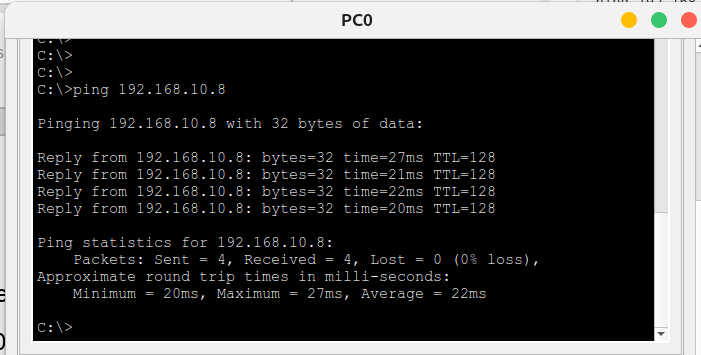 PC0
C:\>
C:\>
C:\>
C:\>ping 192.168.10.8
Pinging 192.168.10.8 with 32 bytes of data:
Reply from 192.168.10.8: bytes=32 time=27ms TTL=128
Reply from 192.168.10.8: bytes=32 time=21ms TTL=128
Reply from 192.168.10.8: bytes=32 time=22ms TTL=128
Reply from 192.168.10.8: bytes=32 time=20ms TTL=128
Ping statistics for 192.168.10.8:
    Packets: Sent = 4, Received = 4, Lost = 0 (0% loss),
Approximate round trip times in milli-seconds:
    Minimum = 20ms, Maximum = 27ms, Average = 22ms
C:\>